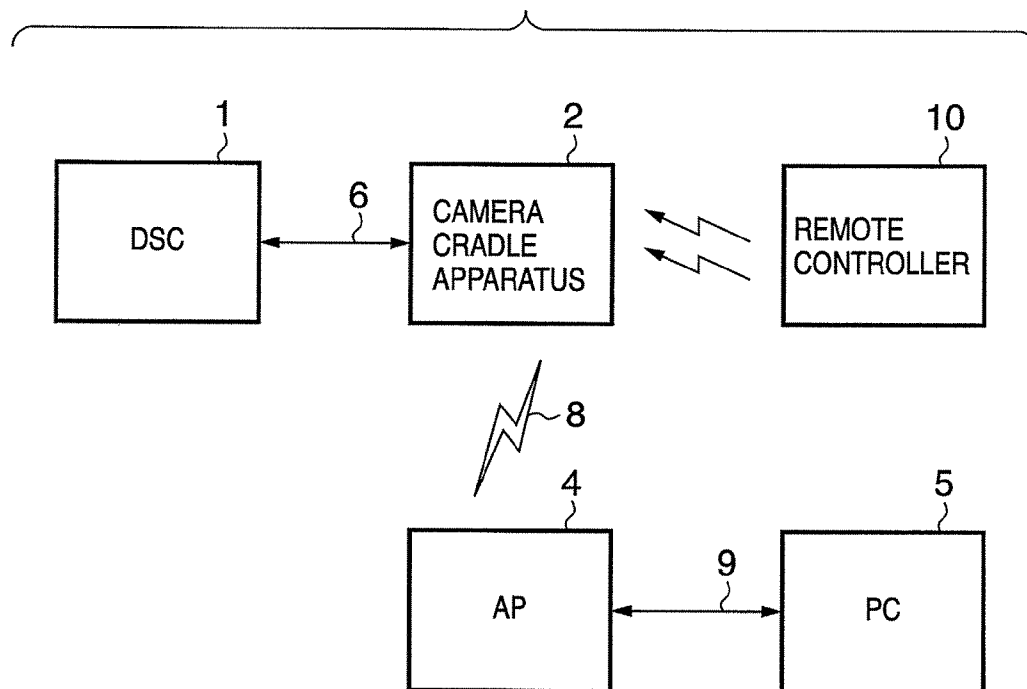 1
2
10
DSC
6
CAMERA
CRADLE
APPARATUS
REMOTE
CONTROLLER
8
4
5
AP
9
PC